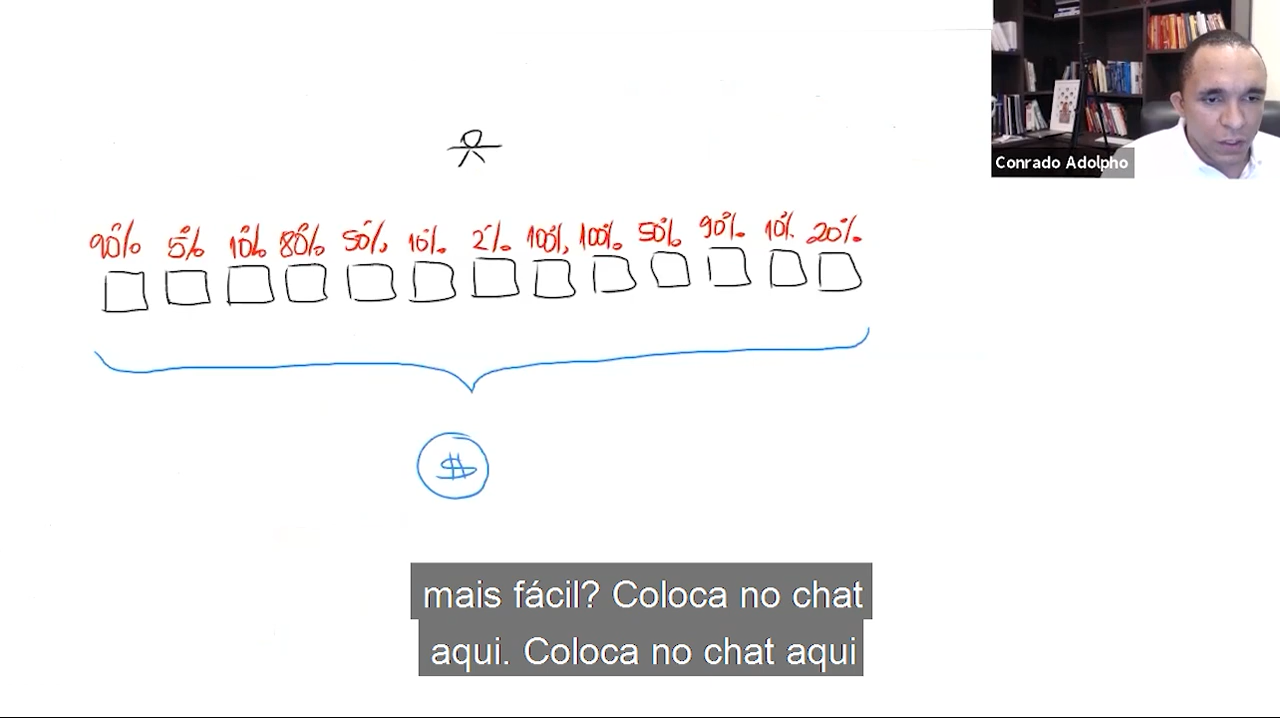 Conrado Adolpho
90% 5% 10% 80% 50% 10% 2% 100% 100% 50% 90% 10% 20%
$
mais fácil? Coloca no chat
aqui. Coloca no chat aqui